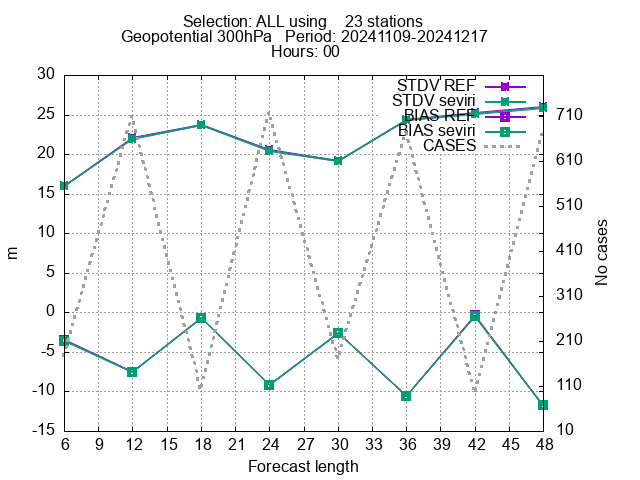 Selection: ALL using    23 stations
Geopotential 300hPa   Period: 20241109-20241217
Hours: 00
30
25
20
15
10
5
0
-5
-10
-15
m
STDV REF
STDV seviri
BIAS REF
BIAS seviri
CASES
710
610
510
410
310
210
110
10
No cases
6 9 12 15 18 21 24 27 30 33 36 39 42 45 48
Forecast length